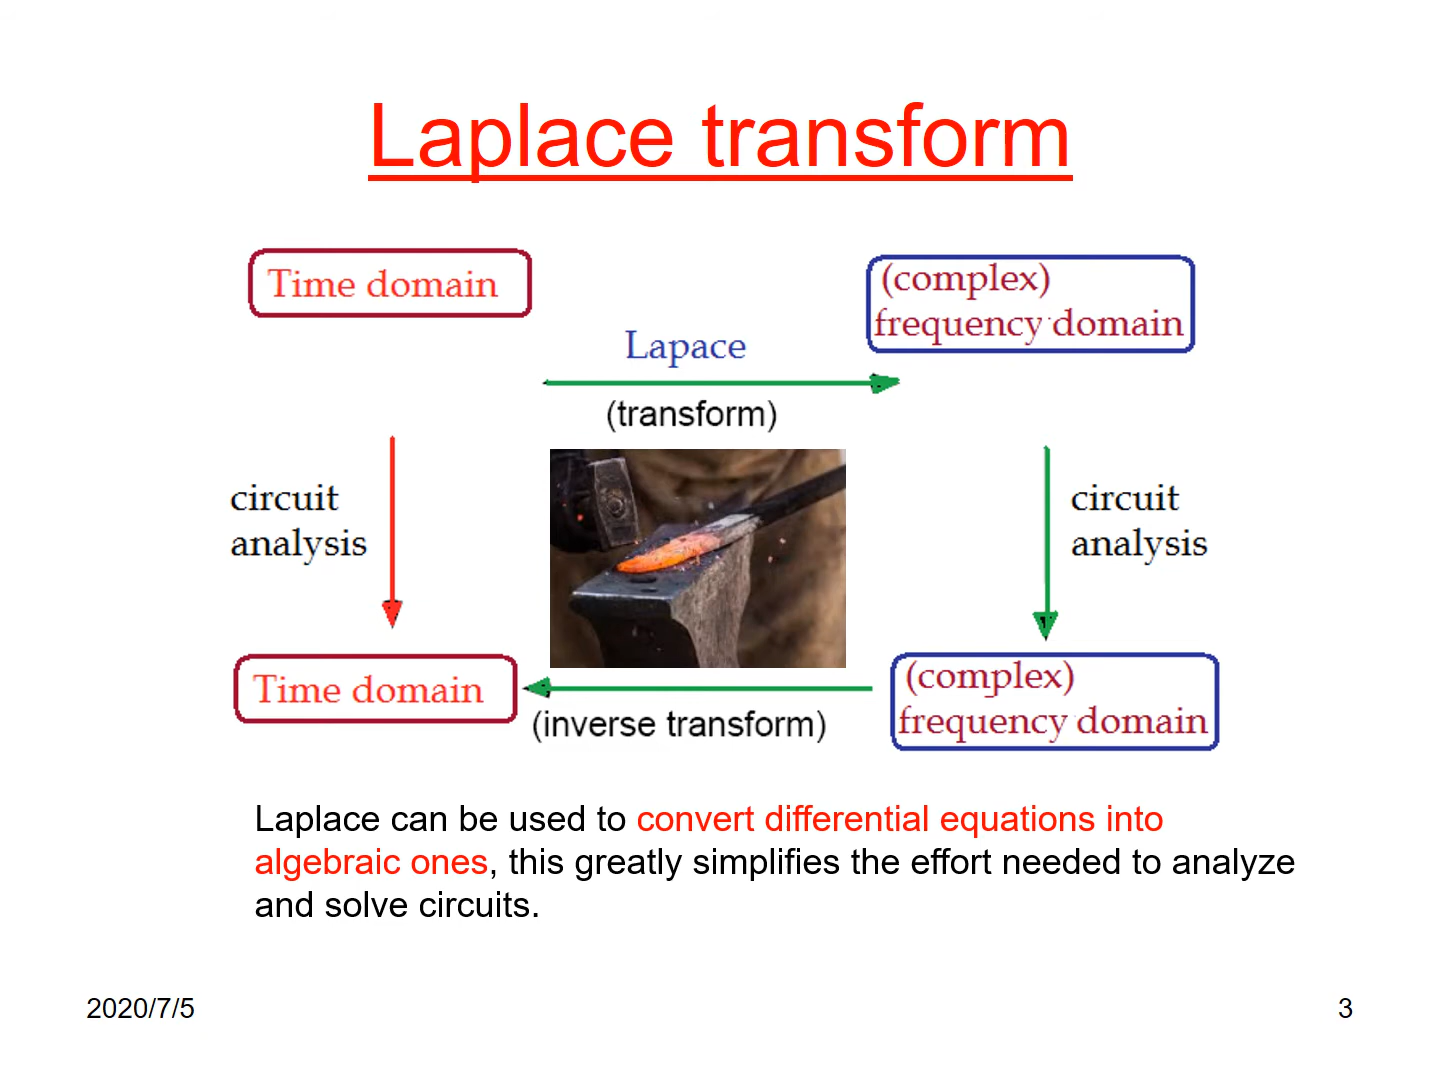 Laplace transform
Time domain
(complex)
frequency domain
Lapace
(transform)
circuit
analysis
circuit
analysis
Time domain
(inverse transform)
(complex)
frequency domain
Laplace can be used to convert differential equations into
algebraic ones, this greatly simplifies the effort needed to analyze
and solve circuits.
2020/7/5
3